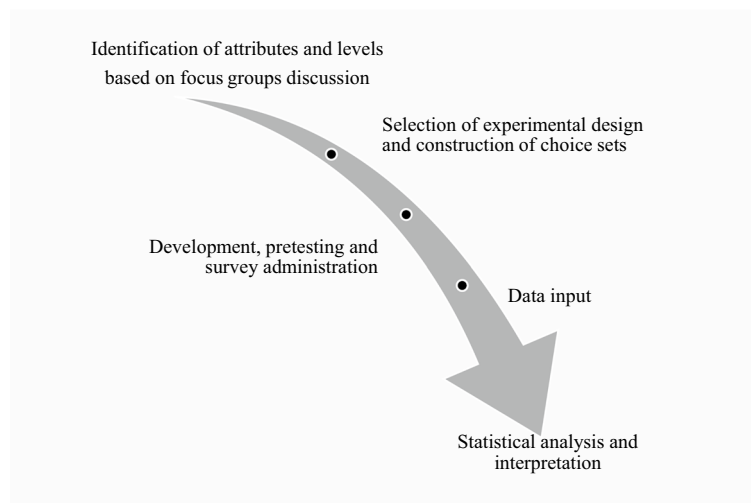 Identification of attributes and levels
based on focus groups discussion
Selection of experimental design
and construction of choice sets
Development, pretesting and
survey administration
Data input
Statistical analysis and
interpretation